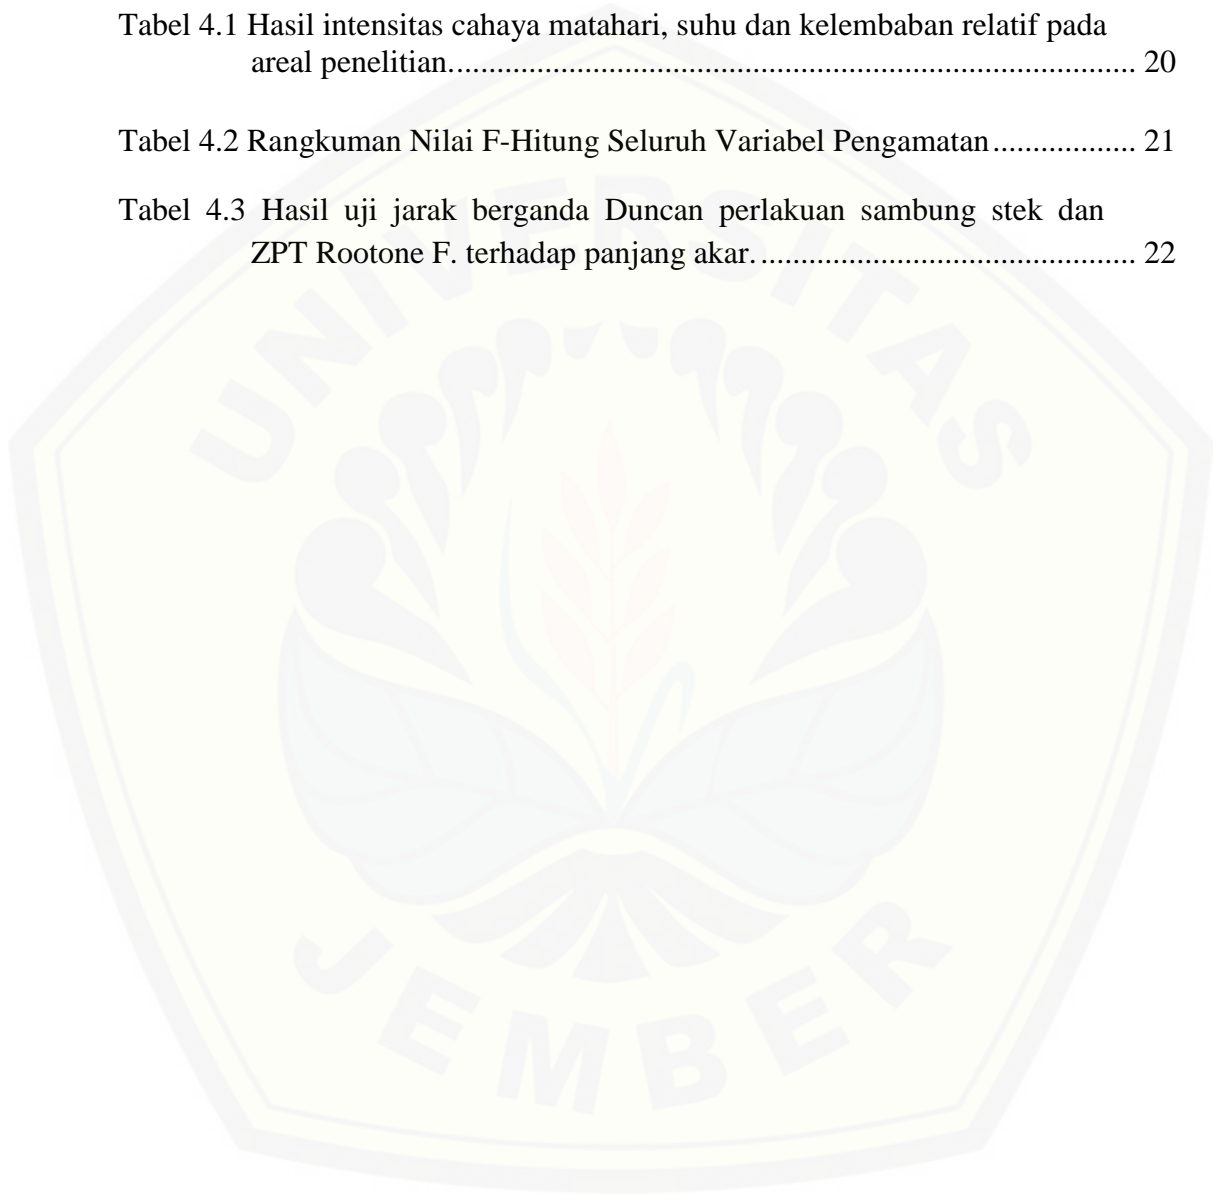 Tabel 4.1 Hasil intensitas cahaya matahari, suhu dan kelembaban relatif pada
areal penelitian....................................................................................... 20
Tabel 4.2 Rangkuman Nilai F-Hitung Seluruh Variabel Pengamatan.................. 21
Tabel 4.3 Hasil uji jarak berganda Duncan perlakuan sambung stek dan
ZPT Rootone F. terhadap panjang akar................................................ 22
UNIVERSITAS
JEMBER